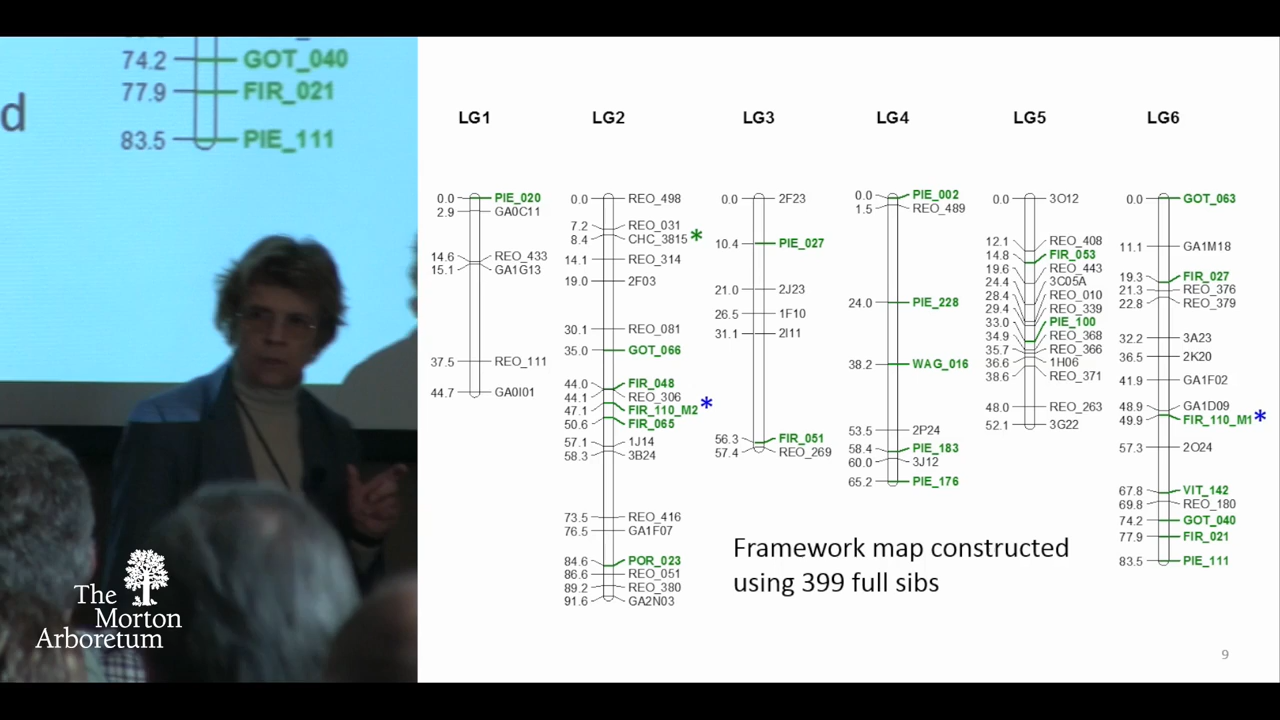 74.2 GOT_040
77.9 FIR_021
83.5 PIE_111
d
The
Morton
Arboretum
LG1
0.0 PIE_020
2.9 GA0C11
14.6 REO_433
15.1 GA1G13
37.5 REO_111
44.7 GA0I01
LG2
0.0 REO_498
7.2 REO_031
8.4 CHC_3815 *
14.1 REO_314
19.0 2F03
30.1 REO_081
35.0 GOT_066
44.0 FIR_048
44.1 REO_306
47.1 FIR_110_M2 *
50.6 FIR_065
57.1 1J14
58.3 3B24
73.5 REO_416
76.5 GA1F07
84.6 POR_023
86.6 REO_051
89.2 REO_380
91.6 GA2N03
LG3
0.0 2F23
10.4 PIE_027
21.0 2J23
26.5 1F10
31.1 2I11
56.3 FIR_051
57.4 REO_269
LG4
0.0 PIE_002
1.5 REO_489
24.0 PIE_228
38.2 WAG_016
53.5 2P24
58.4 PIE_183
60.0 3J12
65.2 PIE_176
LG5
0.0 3O12
12.1 REO_408
14.8 FIR_053
19.6 REO_443
24.4 3C05A
28.4 REO_010
29.4 REO_339
33.0 PIE_100
34.9 REO_368
35.7 REO_366
36.6 1H06
38.6 REO_371
48.0 REO_263
52.1 3G22
LG6
0.0 GOT_063
11.1 GA1M18
19.3 FIR_027
21.3 REO_376
22.8 REO_379
32.2 3A23
36.5 2K20
41.9 GA1F02
48.9 GA1D09
49.9 FIR_110_M1 *
57.3 2O24
67.8 VIT_142
69.8 REO_180
74.2 GOT_040
77.9 FIR_021
83.5 PIE_111
Framework map constructed
using 399 full sibs
9